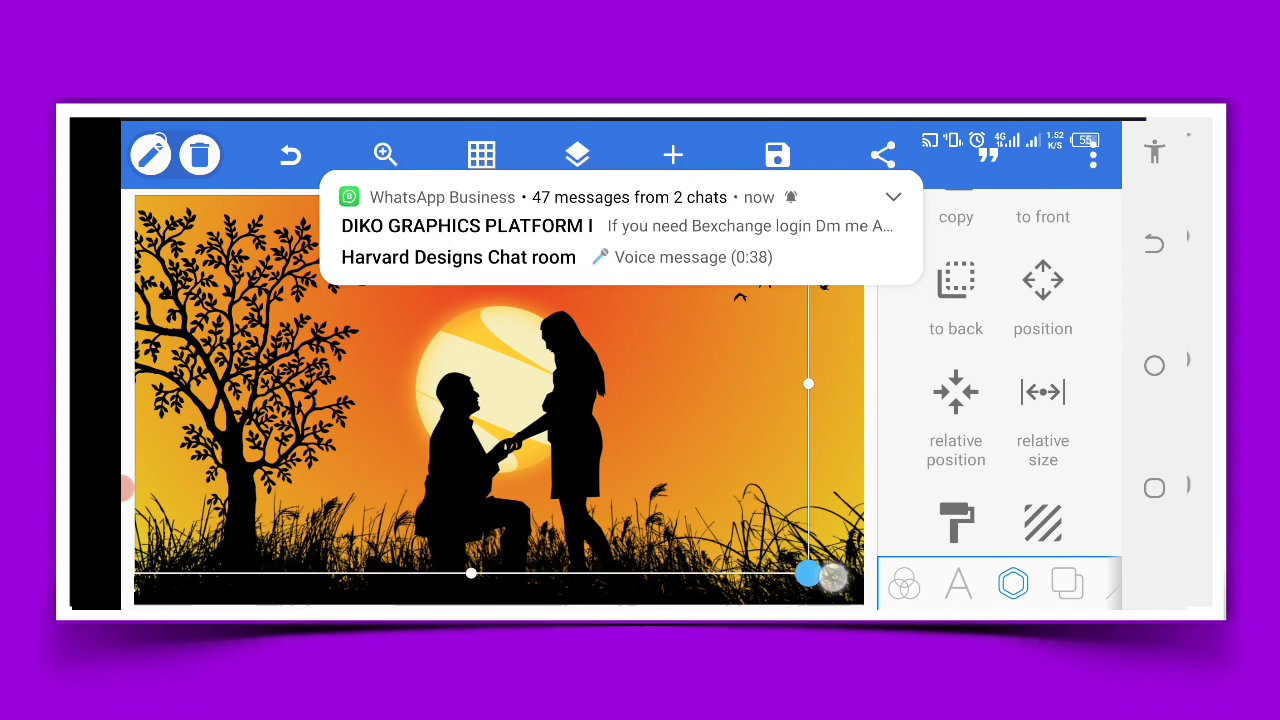 4G
1.52
K/S
55
WhatsApp Business • 47 messages from 2 chats • now
DIKO GRAPHICS PLATFORM I If you need Bexchange login Dm me A...
Harvard Designs Chat room Voice message (0:38)
copy
to front
to back
position
relative
position
relative
size
A